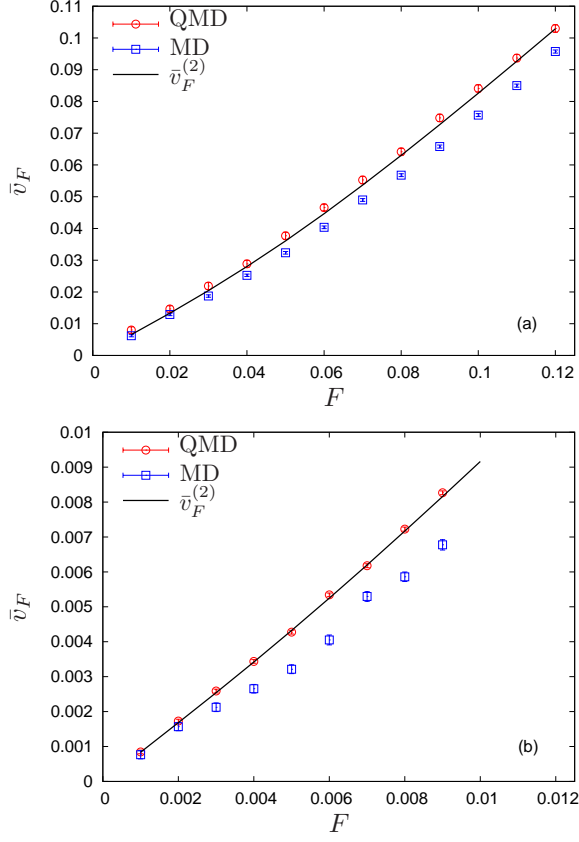 0.11
0.1
0.09
0.08
0.07
0.06
0.05
0.04
0.03
0.02
0.01
0
v̄_F
QMD
MD
v̄_F^(2)
(a)
0 0.02 0.04 0.06 0.08 0.1 0.12
F
0.01
0.009
0.008
0.007
0.006
0.005
0.004
0.003
0.002
0.001
0
v̄_F
QMD
MD
v̄_F^(2)
(b)
0 0.002 0.004 0.006 0.008 0.01 0.012
F